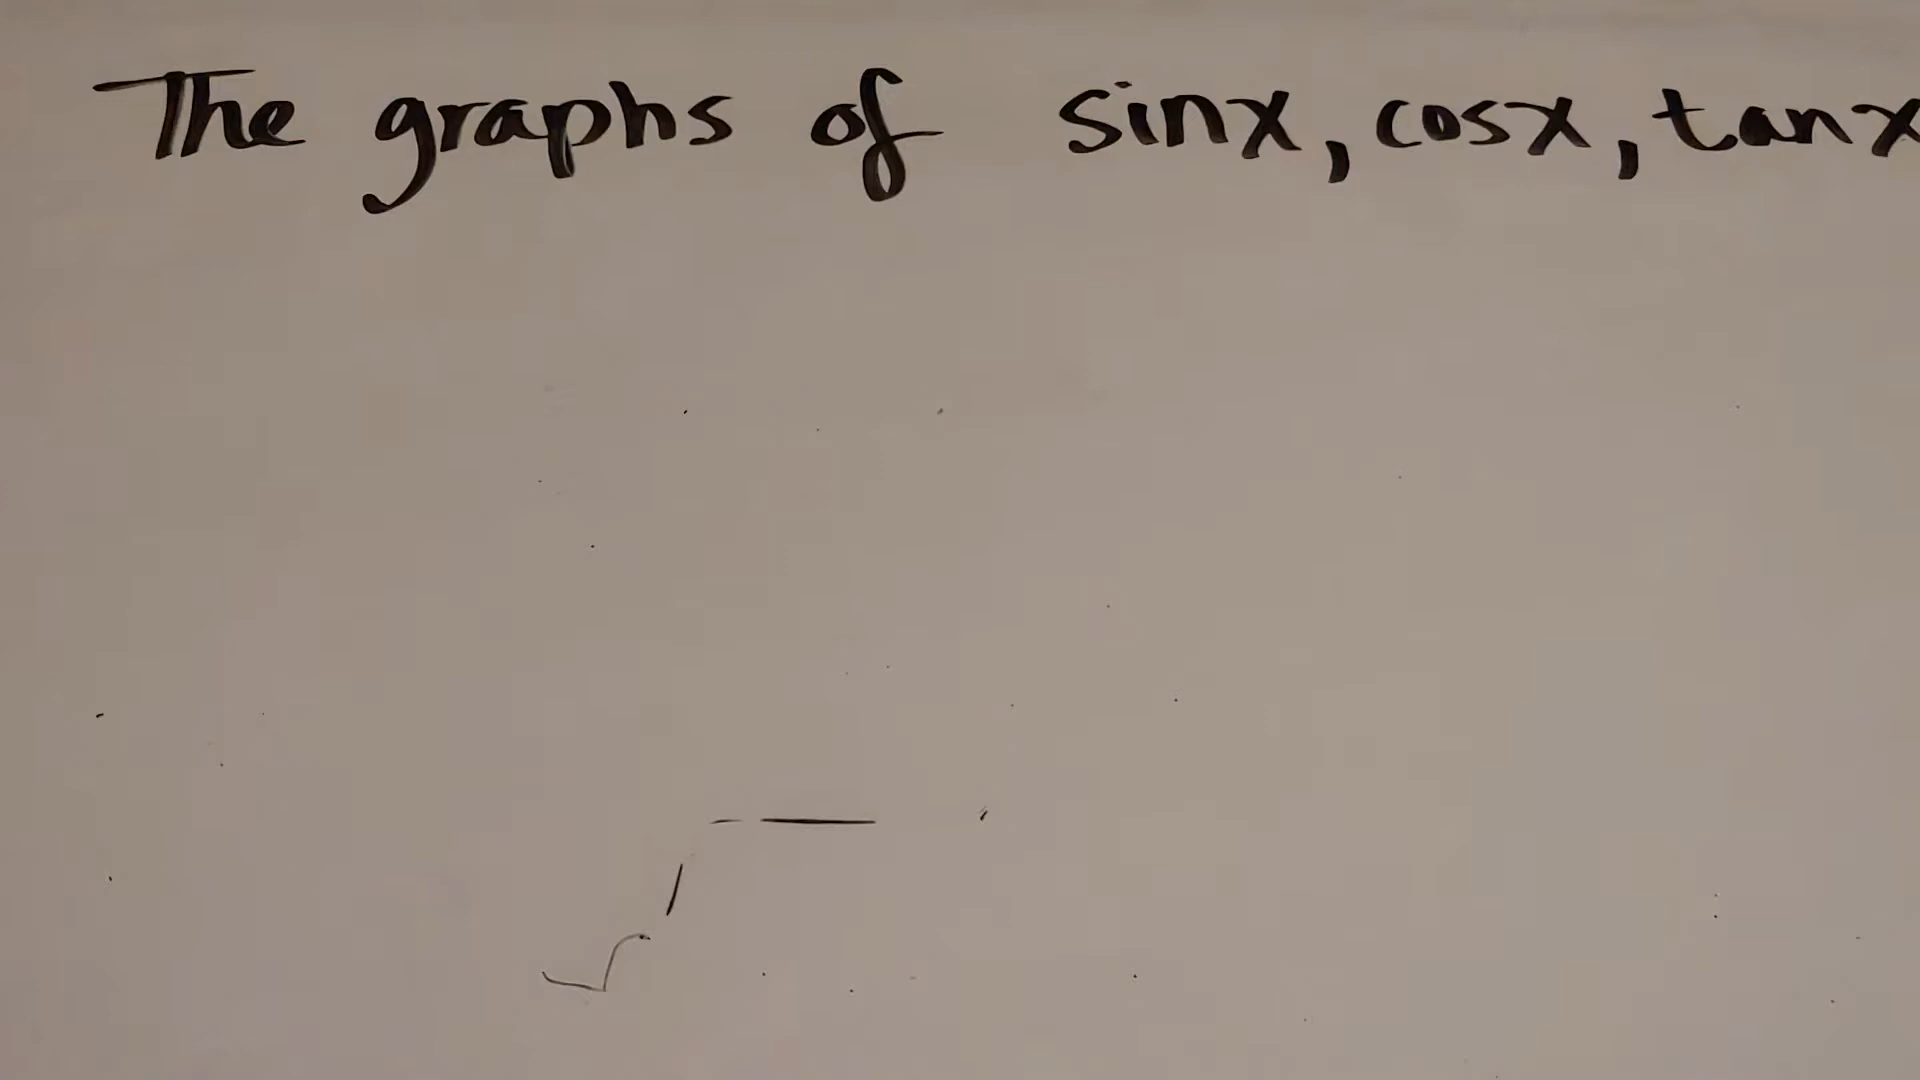 The graphs of sinx, cosx, tanx